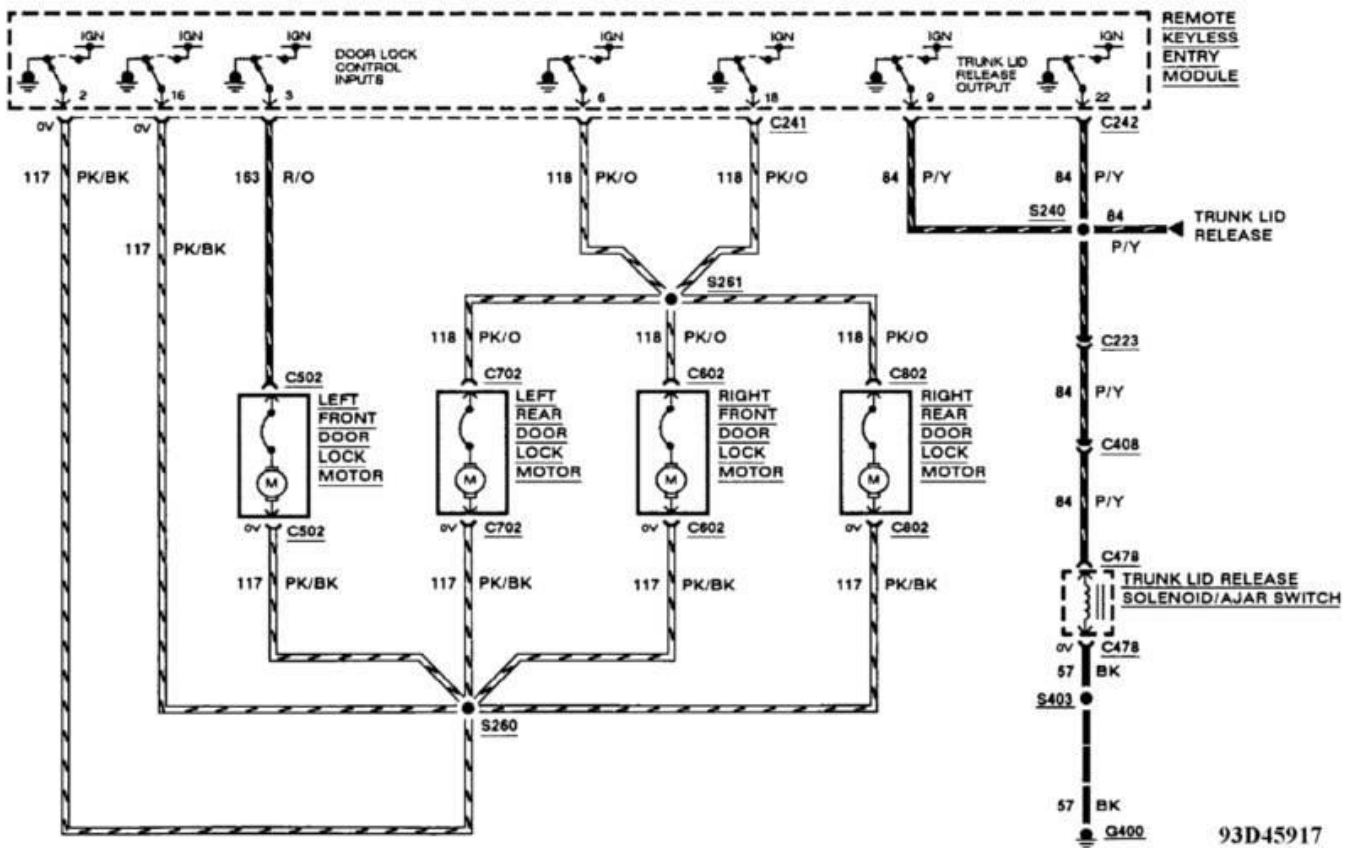 REMOTE
KEYLESS
ENTRY
MODULE
IGN IGN IGN IGN IGN IGN IGN
DOOR LOCK
CONTROL
INPUTS
TRUNK LID
RELEASE
OUTPUT
2 16 3 6 18 9 22
0V 0V C241 C242
117 PK/BK
163 R/O
118 PK/O
118 PK/O
84 P/Y
84 P/Y
117 PK/BK
S240
84
P/Y
TRUNK LID
RELEASE
S261
118 PK/O
118 PK/O
118 PK/O
C223
C502
LEFT
FRONT
DOOR
LOCK
MOTOR
C702
LEFT
REAR
DOOR
LOCK
MOTOR
C602
RIGHT
FRONT
DOOR
LOCK
MOTOR
C802
RIGHT
REAR
DOOR
LOCK
MOTOR
M M M M
84 P/Y
C408
84 P/Y
0V C502
0V C702
0V C602
0V C802
C478
TRUNK LID RELEASE
SOLENOID/AJAR SWITCH
117 PK/BK
117 PK/BK
117 PK/BK
117 PK/BK
0V C478
57 BK
S403
S260
57 BK
G400
93D45917